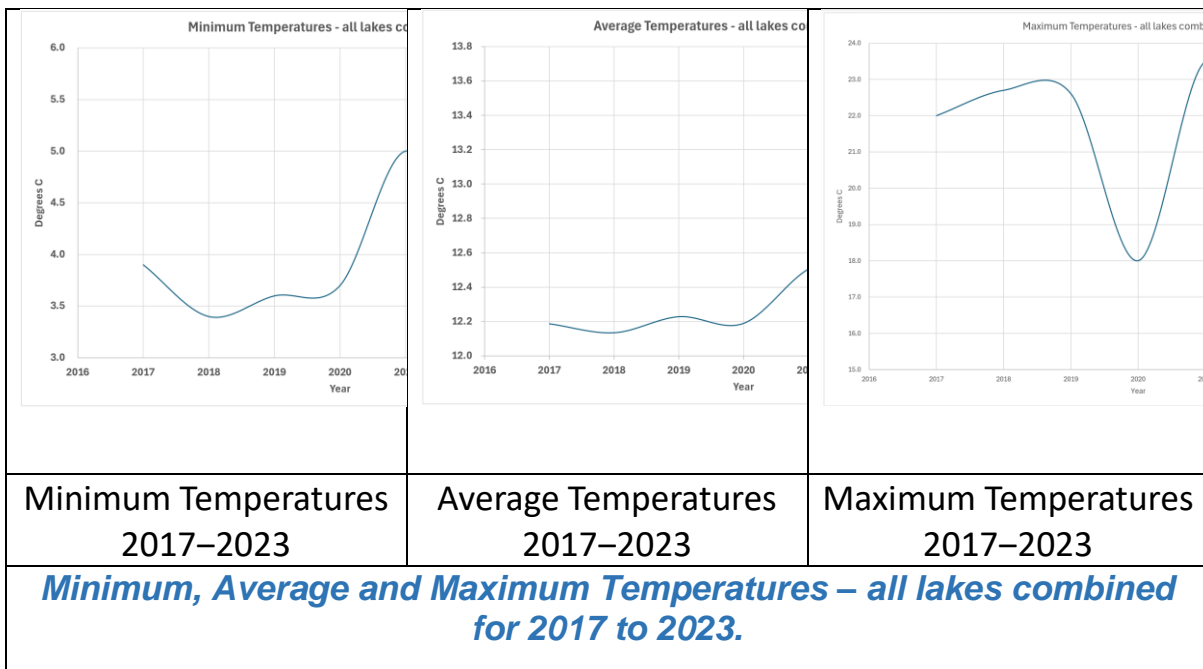 Minimum Temperatures - all lakes co
6.0
5.5
5.0
4.5
4.0
3.5
3.0
Degrees C
2016 2017 2018 2019 2020 20
Year
Average Temperatures - all lakes co
13.8
13.6
13.4
13.2
13.0
12.8
12.6
12.4
12.2
12.0
Degrees C
2016 2017 2018 2019 2020 20
Year
Maximum Temperatures - all lakes comb
24.0
23.0
22.0
21.0
20.0
19.0
18.0
17.0
16.0
15.0
Degrees C
2016 2017 2018 2019 2020 2
Year
Minimum Temperatures
2017–2023
Average Temperatures
2017–2023
Maximum Temperatures
2017–2023
Minimum, Average and Maximum Temperatures – all lakes combined
for 2017 to 2023.